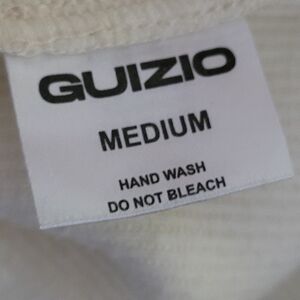 GUIZIO
MEDIUM
HAND WASH
DO NOT BLEACH